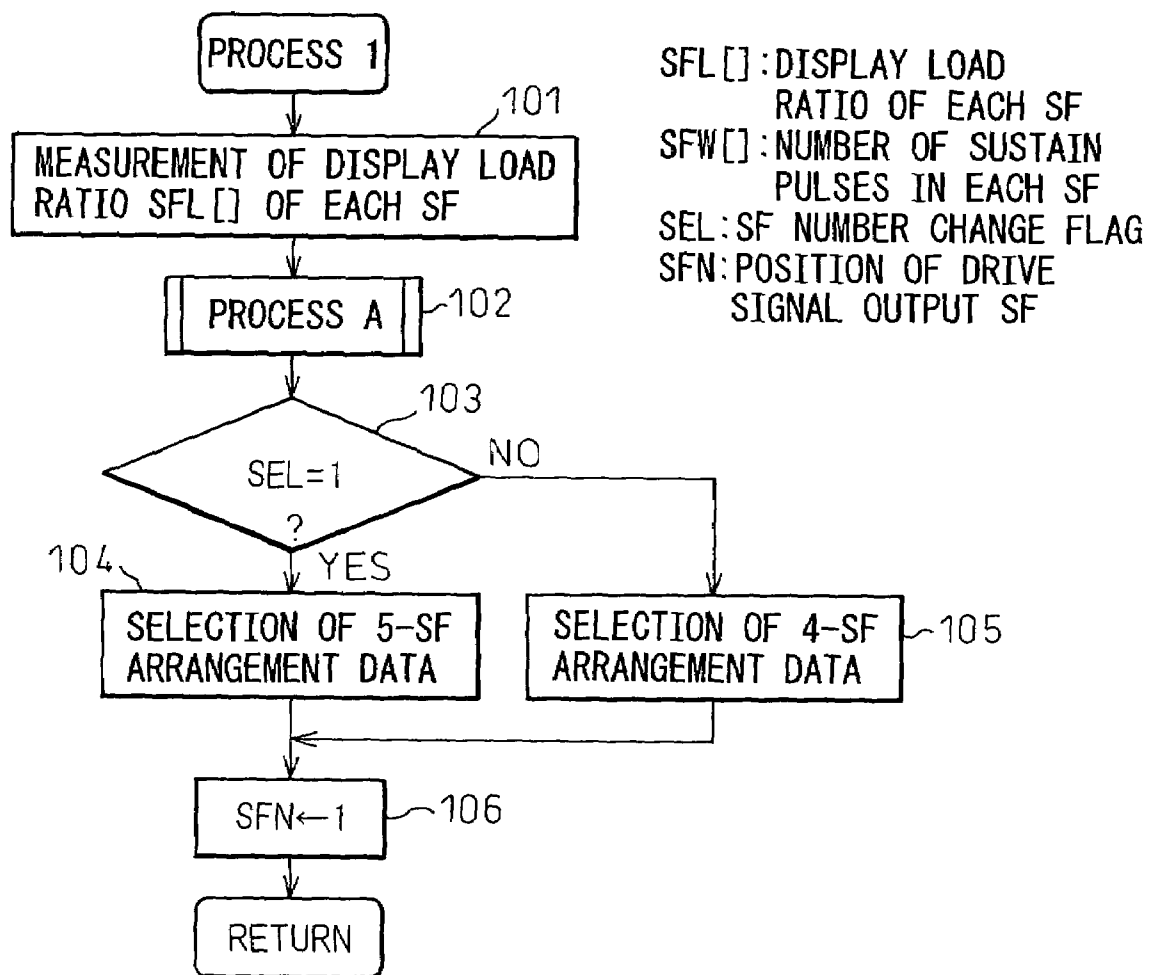 PROCESS 1
101
MEASUREMENT OF DISPLAY LOAD
RATIO SFL[] OF EACH SF
PROCESS A
102
103
SEL=1
?
NO
YES
104
SELECTION OF 5-SF
ARRANGEMENT DATA
SELECTION OF 4-SF
ARRANGEMENT DATA
105
SFN←1
106
RETURN
SFL[]:DISPLAY LOAD
RATIO OF EACH SF
SFW[]:NUMBER OF SUSTAIN
PULSES IN EACH SF
SEL:SF NUMBER CHANGE FLAG
SFN:POSITION OF DRIVE
SIGNAL OUTPUT SF